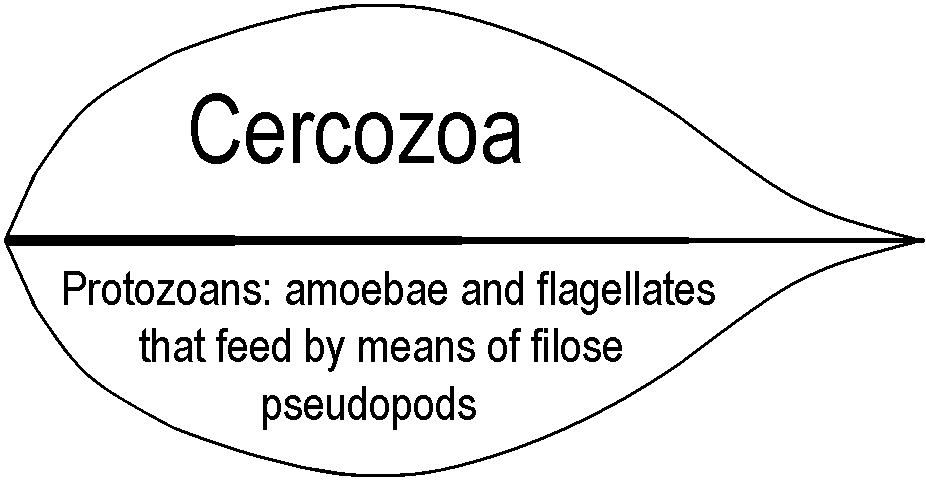 Cercozoa
Protozoans: amoebae and flagellates
that feed by means of filose
pseudopods